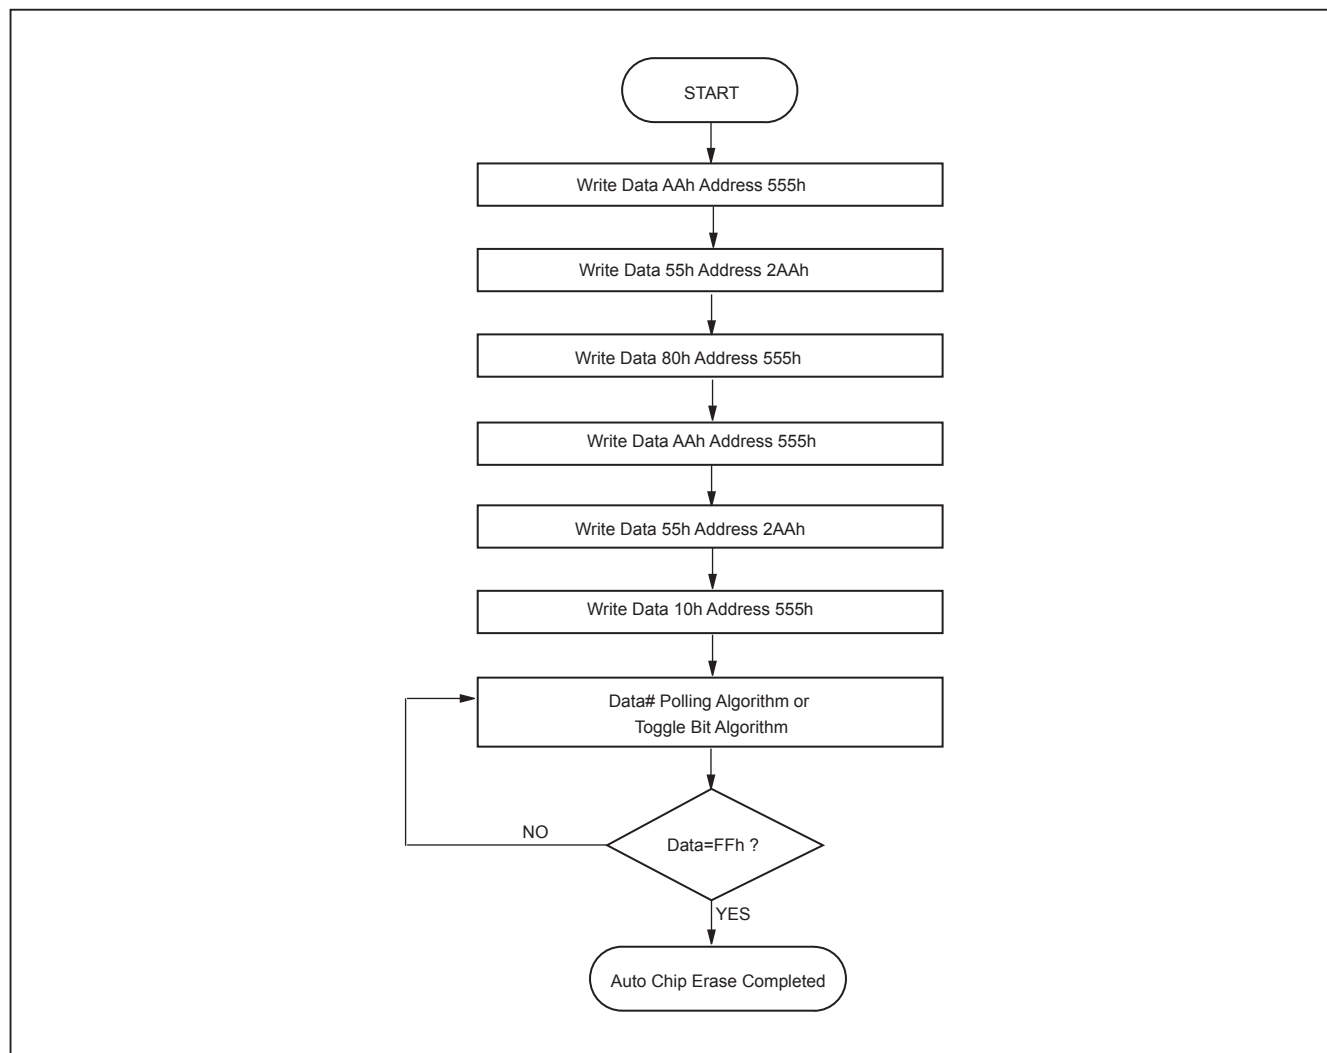 START
Write Data AAh Address 555h
Write Data 55h Address 2AAh
Write Data 80h Address 555h
Write Data AAh Address 555h
Write Data 55h Address 2AAh
Write Data 10h Address 555h
Data# Polling Algorithm or
Toggle Bit Algorithm
NO
Data=FFh ?
YES
Auto Chip Erase Completed